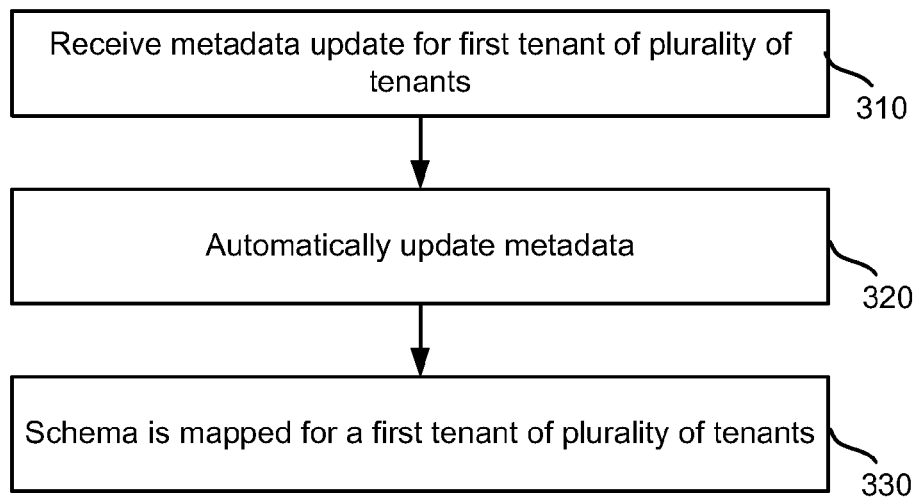 Receive metadata update for first tenant of plurality of
tenants
310
Automatically update metadata
320
Schema is mapped for a first tenant of plurality of tenants
330